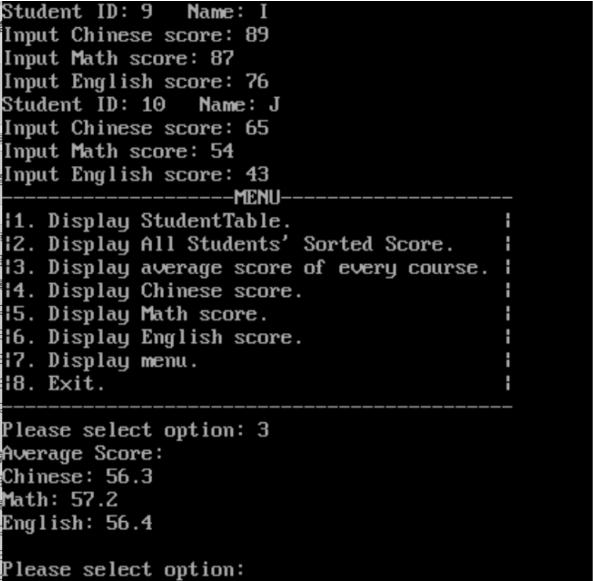 Student ID: 9   Name: I
Input Chinese score: 89
Input Math score: 87
Input English score: 76
Student ID: 10   Name: J
Input Chinese score: 65
Input Math score: 54
Input English score: 43
--------------------MENU--------------------
¦1. Display StudentTable.                   ¦
¦2. Display All Students' Sorted Score.     ¦
¦3. Display average score of every course.  ¦
¦4. Display Chinese score.                  ¦
¦5. Display Math score.                     ¦
¦6. Display English score.                  ¦
¦7. Display menu.                           ¦
¦8. Exit.                                   ¦
--------------------------------------------
Please select option: 3
Average Score:
Chinese: 56.3
Math: 57.2
English: 56.4
Please select option: